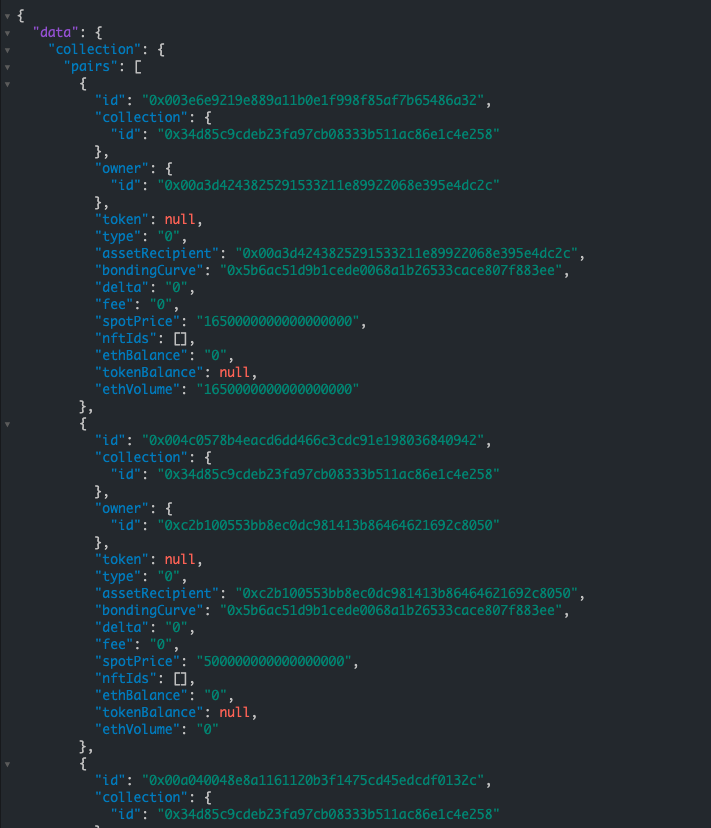 {
"data": {
"collection": {
"pairs": [
{
"id": "0x003e6e9219e889a11b0e1f998f85af7b65486a32",
"collection": {
"id": "0x34d85c9cdeb23fa97cb08333b511ac86e1c4e258"
},
"owner": {
"id": "0x00a3d4243825291533211e89922068e395e4dc2c"
},
"token": null,
"type": "0",
"assetRecipient": "0x00a3d4243825291533211e89922068e395e4dc2c",
"bondingCurve": "0x5b6ac51d9b1cede0068a1b26533cace807f883ee",
"delta": "0",
"fee": "0",
"spotPrice": "1650000000000000000",
"nftIds": [],
"ethBalance": "0",
"tokenBalance": null,
"ethVolume": "1650000000000000000"
},
{
"id": "0x004c0578b4eacd6dd466c3cdc91e198036840942",
"collection": {
"id": "0x34d85c9cdeb23fa97cb08333b511ac86e1c4e258"
},
"owner": {
"id": "0xc2b100553bb8ec0dc981413b86464621692c8050"
},
"token": null,
"type": "0",
"assetRecipient": "0xc2b100553bb8ec0dc981413b86464621692c8050",
"bondingCurve": "0x5b6ac51d9b1cede0068a1b26533cace807f883ee",
"delta": "0",
"fee": "0",
"spotPrice": "500000000000000000",
"nftIds": [],
"ethBalance": "0",
"tokenBalance": null,
"ethVolume": "0"
},
{
"id": "0x00a040048e8a1161120b3f1475cd45edcdf0132c",
"collection": {
"id": "0x34d85c9cdeb23fa97cb08333b511ac86e1c4e258"